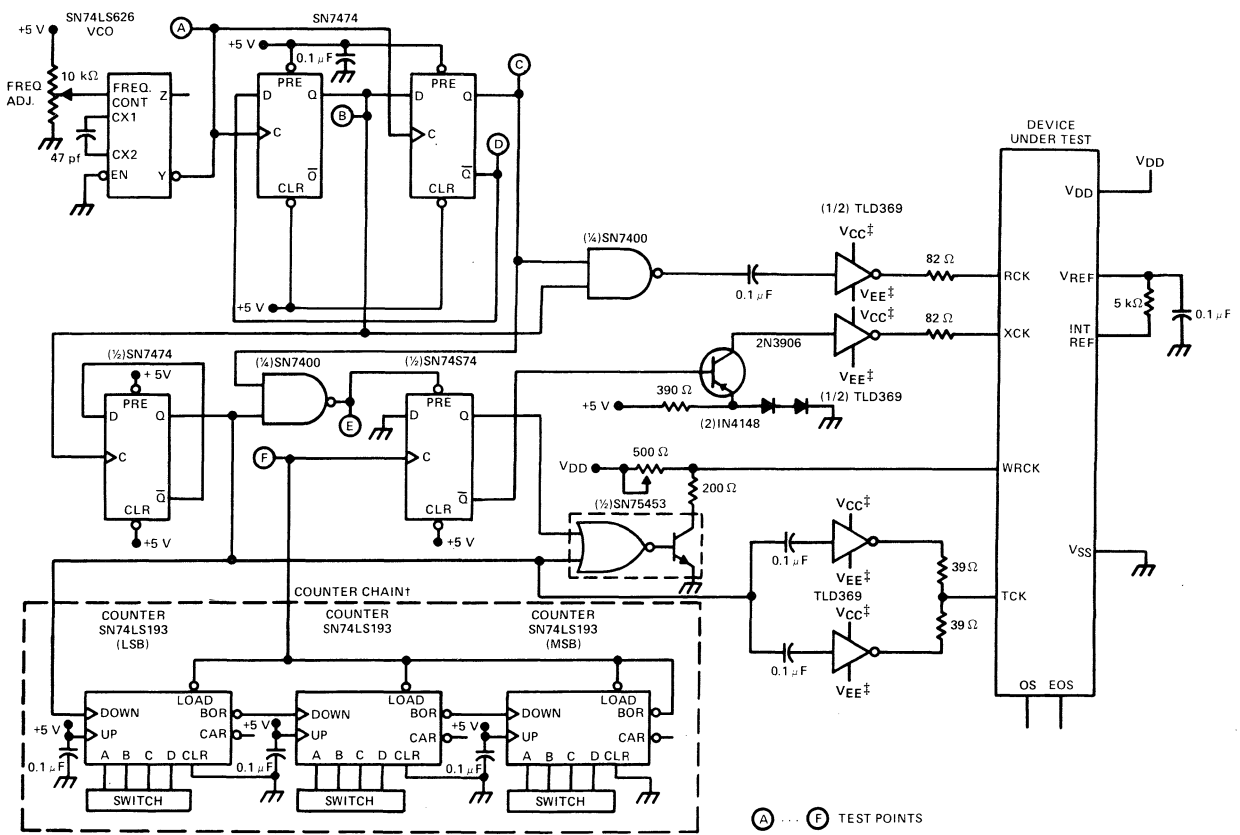 SN74LS626
VCO
+5 V
10 kΩ
FREQ
ADJ.
FREQ.
CONT
CX1
CX2
EN
Z
Y
47 pf
A
SN7474
+5 V
0.1 μF
PRE
D
Q
C
Q
CLR
B
PRE
D
Q
C
Q
CLR
C
D
+5 V
(¼)SN7400
0.1 μF
(1/2) TLD369
VCC‡
VEE‡
82 Ω
VCC‡
VEE‡
(1/2) TLD369
82 Ω
DEVICE
UNDER TEST
VDD
VDD
RCK
VREF
5 kΩ
0.1 μF
XCK
INT
REF
WRCK
VSS
TCK
OS EOS
(½)SN7474
+ 5V
PRE
D
Q
C
Q
CLR
+5 V
(¼)SN7400
E
F
(½)SN74S74
PRE
D
Q
C
Q
CLR
+5 V
2N3906
390 Ω
+5 V
(2)IN4148
500 Ω
VDD
200 Ω
(½)SN75453
VCC‡
0.1 μF
VEE‡
TLD369
VCC‡
0.1 μF
VEE‡
39Ω
39 Ω
COUNTER CHAIN†
COUNTER
SN74LS193
(LSB)
COUNTER
SN74LS193
COUNTER
SN74LS193
(MSB)
LOAD
DOWN
BOR
UP
CAR
A B C D CLR
+5 V
0.1 μF
SWITCH
LOAD
DOWN
BOR
UP
CAR
A B C D CLR
+5 V
0.1 μF
SWITCH
LOAD
DOWN
BOR
UP
CAR
A B C D CLR
+5 V
0.1 μF
SWITCH
A ... F TEST POINTS